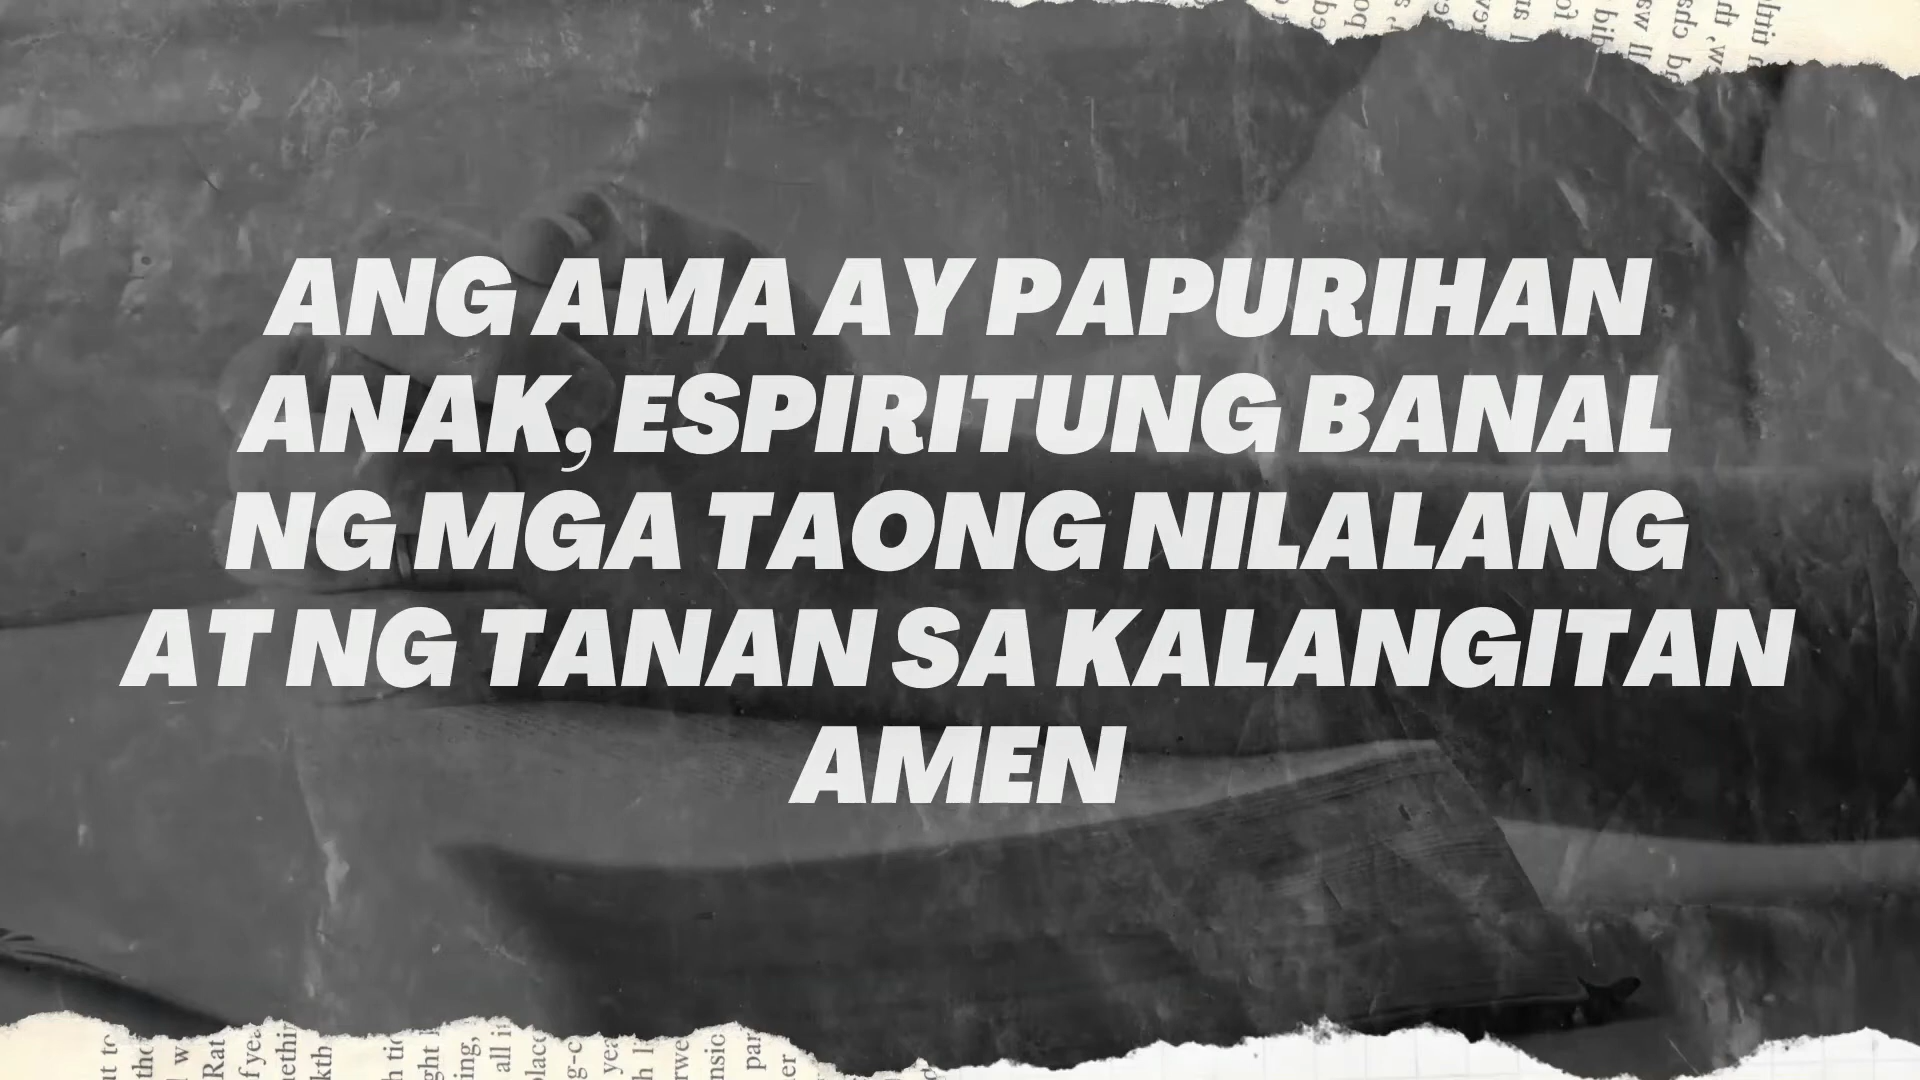 ANG AMA AY PAPURIHAN
ANAK, ESPIRITUNG BANAL
NG MGA TAONG NILALANG
AT NG TANAN SA KALANGITAN
AMEN